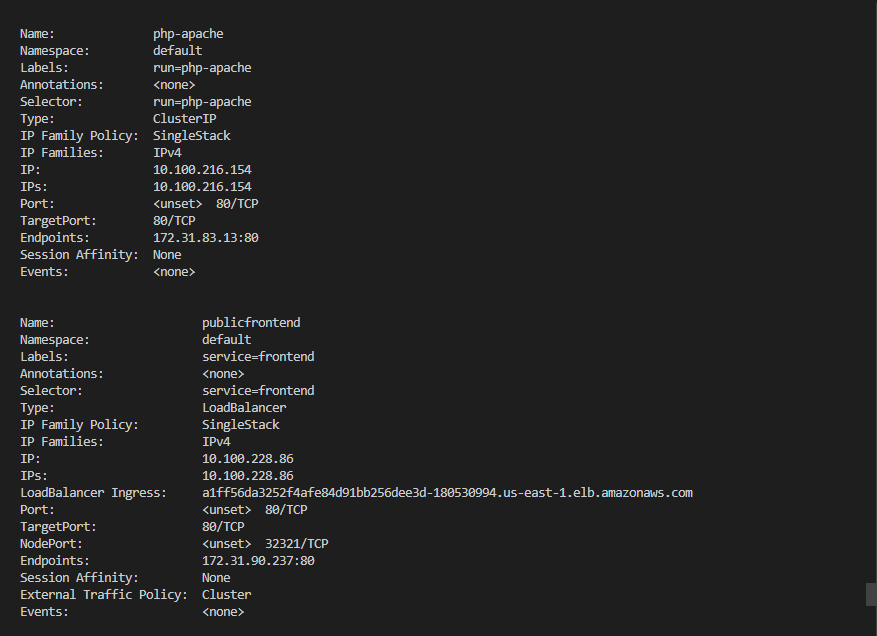 Name:              php-apache
Namespace:         default
Labels:            run=php-apache
Annotations:       <none>
Selector:          run=php-apache
Type:              ClusterIP
IP Family Policy:  SingleStack
IP Families:       IPv4
IP:                10.100.216.154
IPs:               10.100.216.154
Port:              <unset>  80/TCP
TargetPort:        80/TCP
Endpoints:         172.31.83.13:80
Session Affinity:  None
Events:            <none>
Name:                     publicfrontend
Namespace:                default
Labels:                   service=frontend
Annotations:              <none>
Selector:                 service=frontend
Type:                     LoadBalancer
IP Family Policy:         SingleStack
IP Families:              IPv4
IP:                       10.100.228.86
IPs:                      10.100.228.86
LoadBalancer Ingress:     a1ff56da3252f4afe84d91bb256dee3d-180530994.us-east-1.elb.amazonaws.com
Port:                     <unset>  80/TCP
TargetPort:               80/TCP
NodePort:                 <unset>  32321/TCP
Endpoints:                172.31.90.237:80
Session Affinity:         None
External Traffic Policy:  Cluster
Events:                   <none>